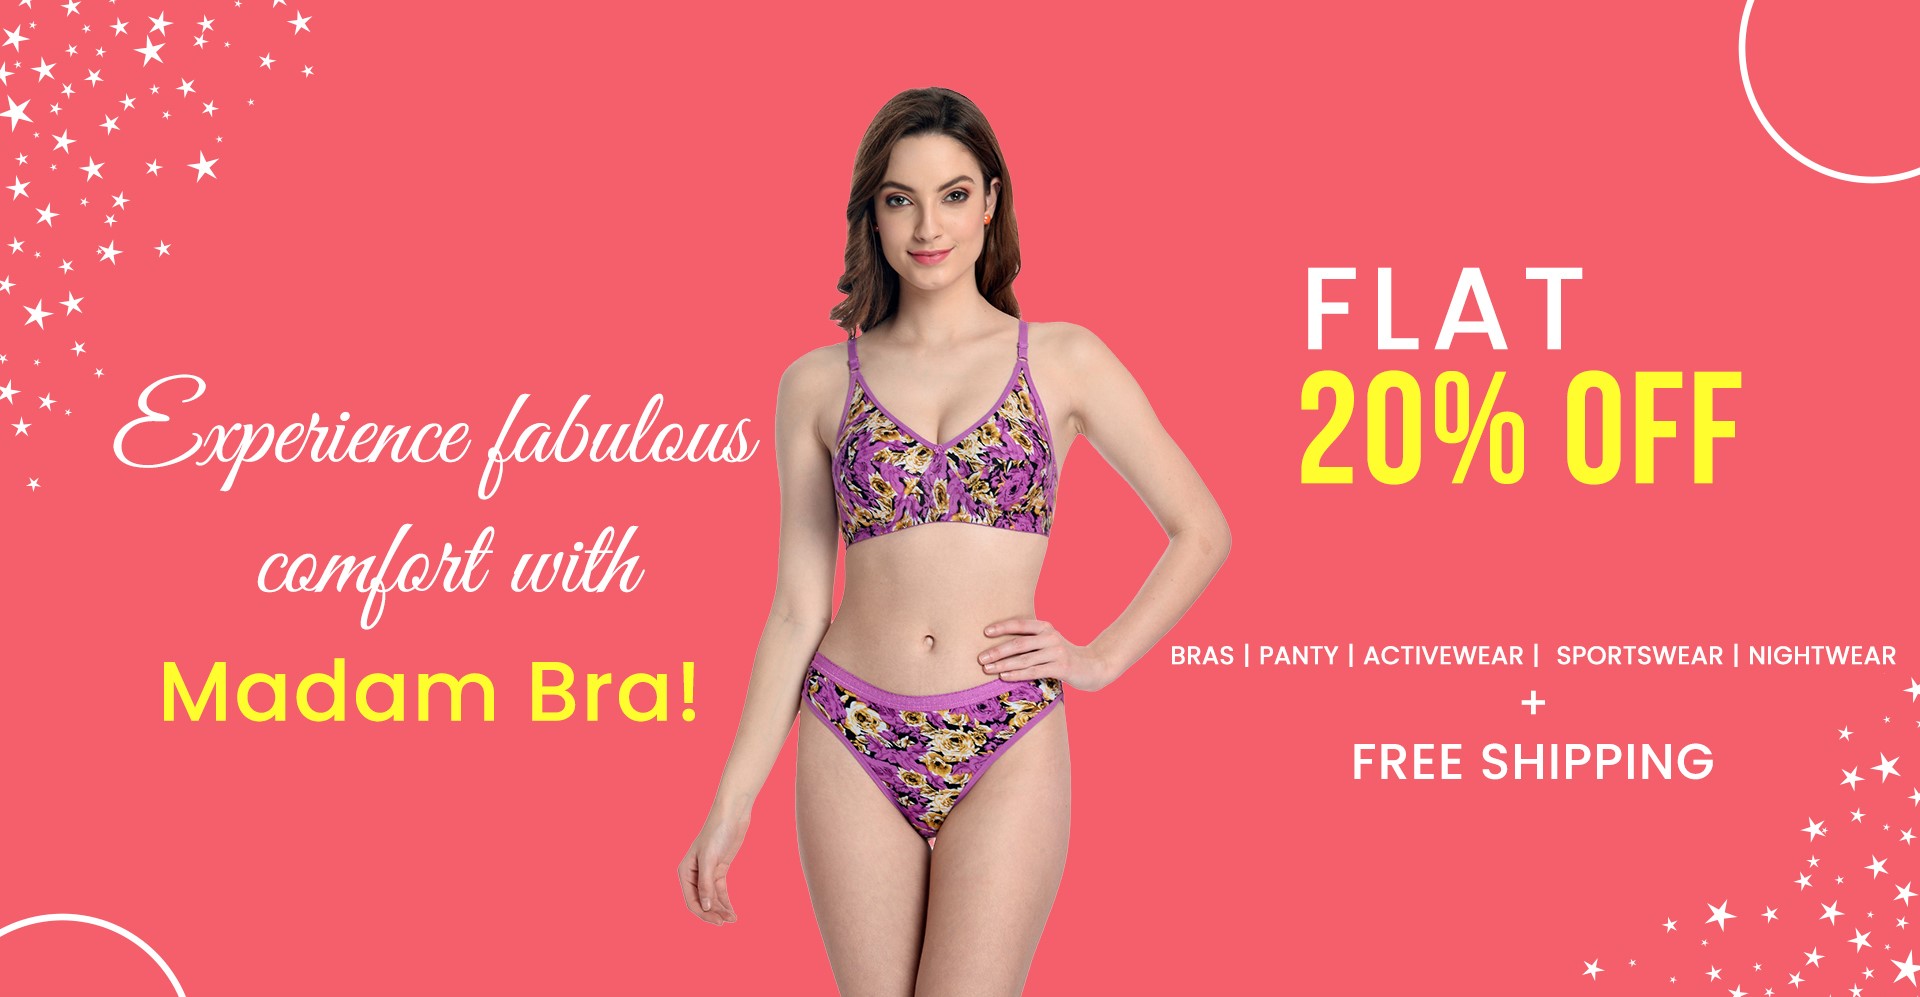 Experience fabulous
comfort with
Madam Bra!
FLAT
20% OFF
BRAS | PANTY | ACTIVEWEAR | SPORTSWEAR | NIGHTWEAR
+
FREE SHIPPING